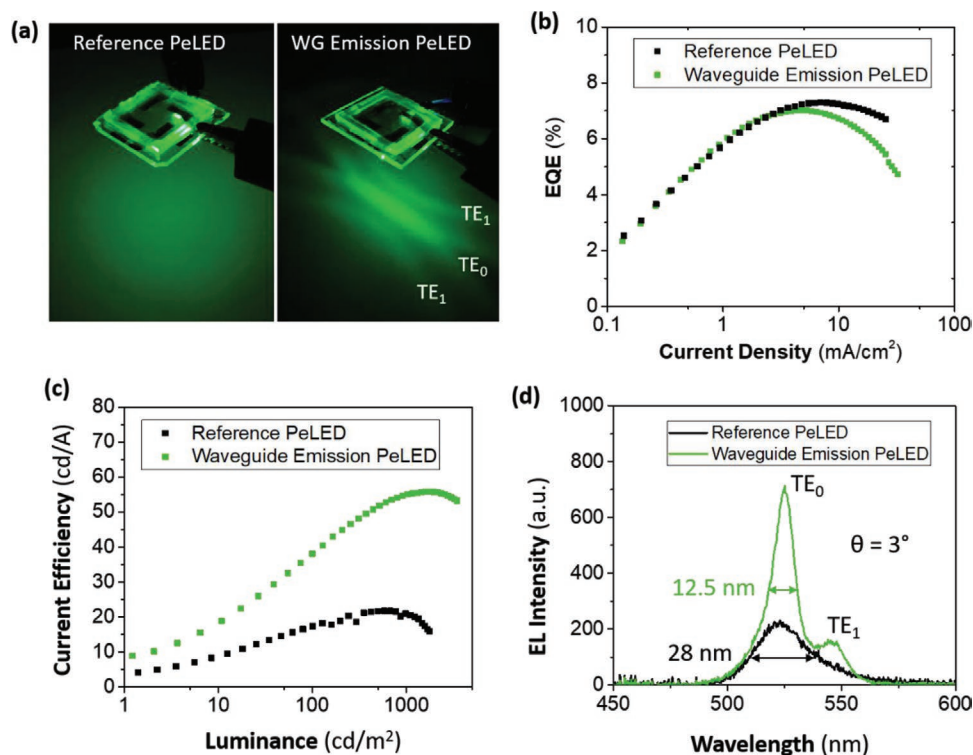 (a)
Reference PeLED
WG Emission PeLED
TE1
TE0
TE1
(b)
10
8
6
4
2
0
EQE (%)
Reference PeLED
Waveguide Emission PeLED
0.1
1
10
100
Current Density (mA/cm²)
(c)
80
70
60
50
40
30
20
10
0
Current Efficiency (cd/A)
Reference PeLED
Waveguide Emission PeLED
1
10
100
1000
Luminance (cd/m²)
(d)
1000
800
600
400
200
0
EL Intensity (a.u.)
Reference PeLED
Waveguide Emission PeLED
TE0
θ = 3°
12.5 nm
TE1
28 nm
450
500
550
600
Wavelength (nm)